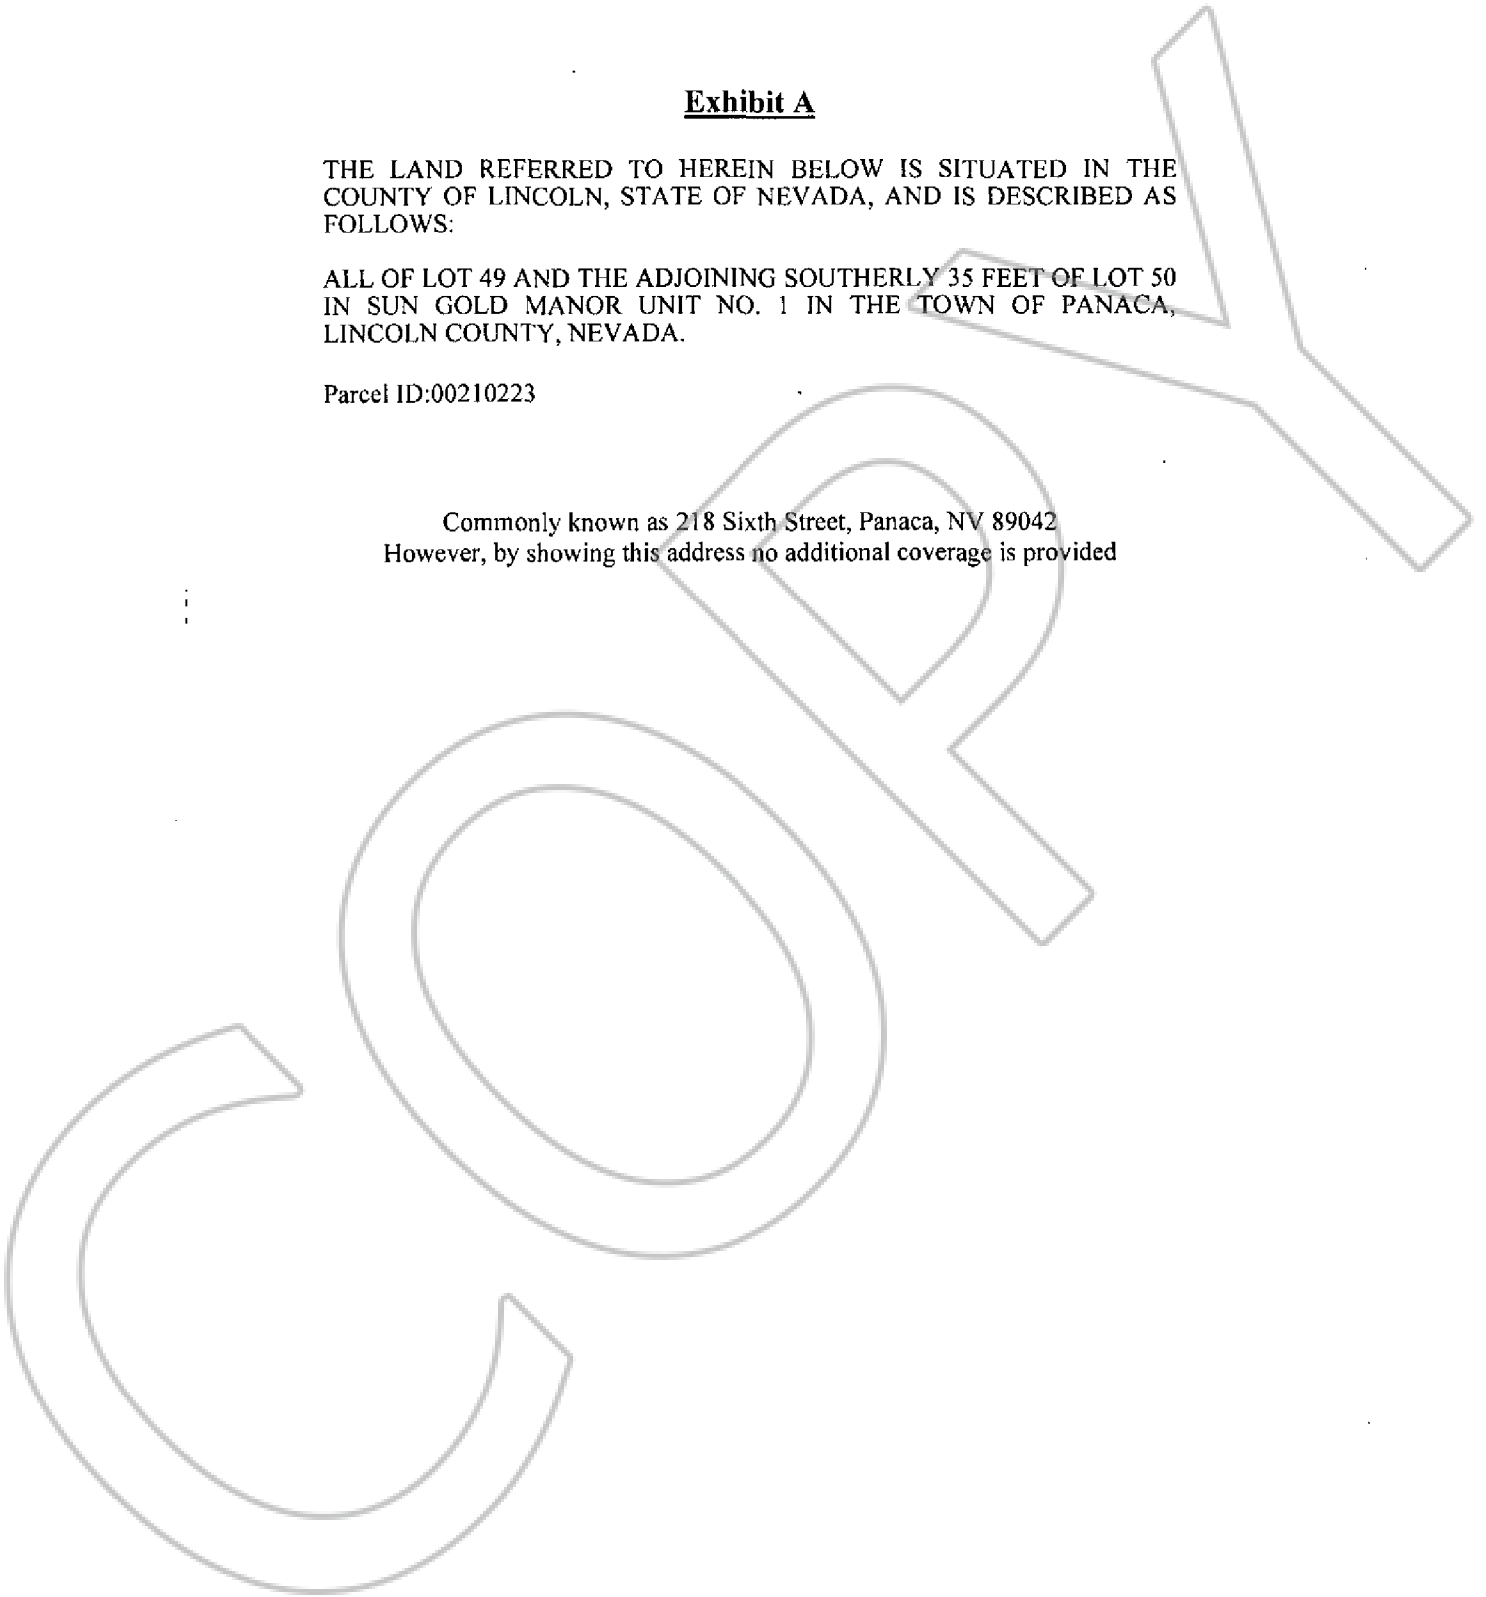 Exhibit A
THE LAND REFERRED TO HEREIN BELOW IS SITUATED IN THE
COUNTY OF LINCOLN, STATE OF NEVADA, AND IS DESCRIBED AS
FOLLOWS:
ALL OF LOT 49 AND THE ADJOINING SOUTHERLY 35 FEET OF LOT 50
IN SUN GOLD MANOR UNIT NO. 1 IN THE TOWN OF PANACA,
LINCOLN COUNTY, NEVADA.
Parcel ID:00210223
Commonly known as 218 Sixth Street, Panaca, NV 89042
However, by showing this address no additional coverage is provided
COPY